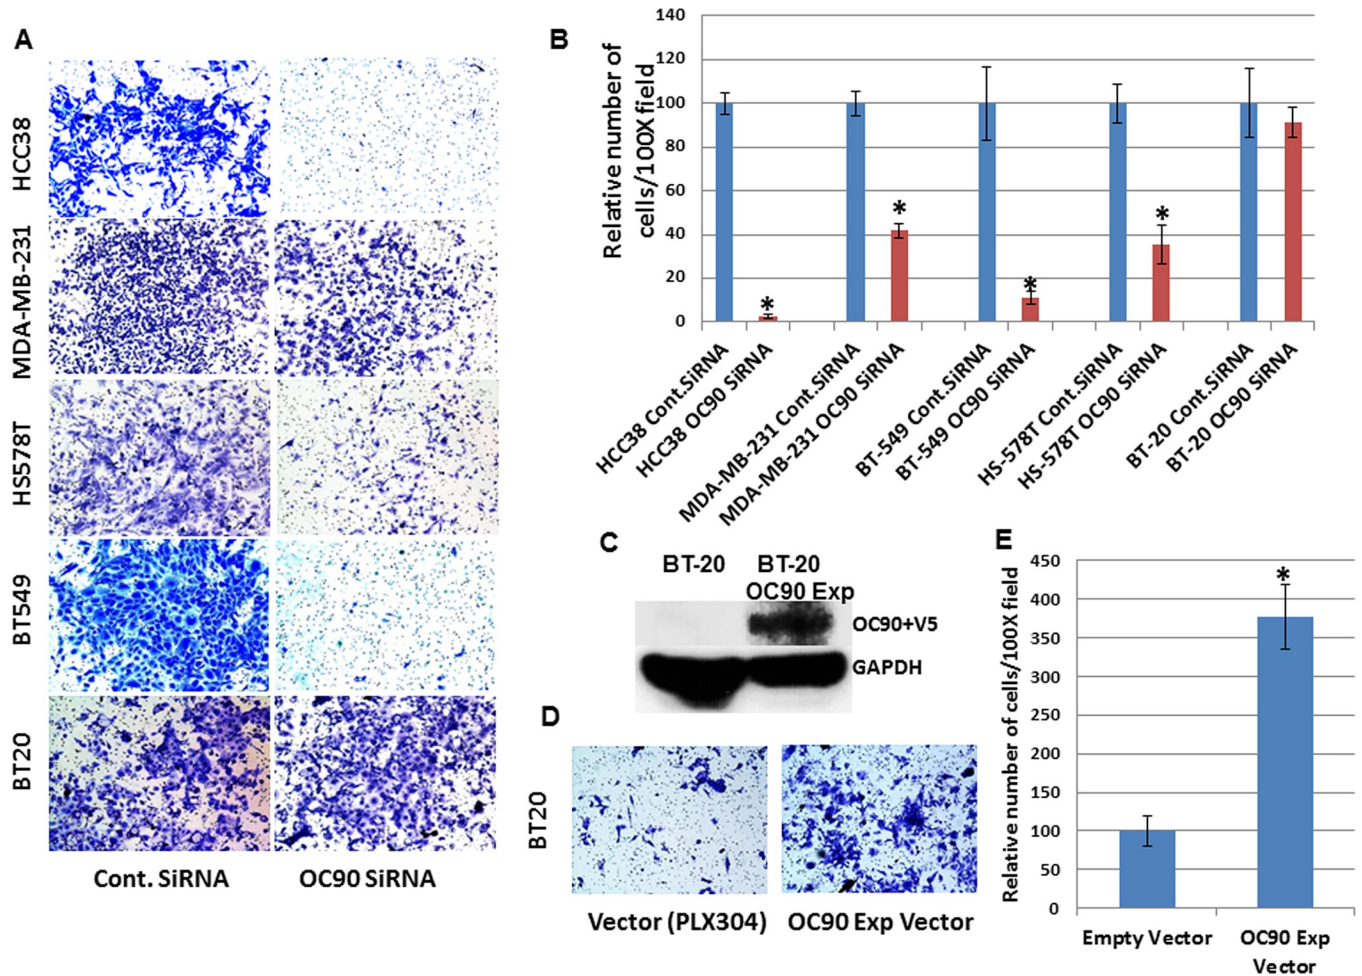 A
HCC38
MDA-MB-231
HS578T
BT549
BT20
Cont. SiRNA
OC90 SiRNA
B
Relative number of
cells/100X field
140
120
100
80
60
40
20
0
*
*
*
*
HCC38 Cont.SiRNA
HCC38 OC90 SiRNA
MDA-MB-231 Cont.SiRNA
MDA-MB-231 OC90 SiRNA
BT-549 Cont.SiRNA
BT-549 OC90 SiRNA
HS-578T Cont.SiRNA
HS-578T OC90 SiRNA
BT-20 Cont.SiRNA
BT-20 OC90 SiRNA
C
BT-20
BT-20
OC90 Exp
OC90+V5
GAPDH
D
BT20
Vector (PLX304)
OC90 Exp Vector
E
Relative number of cells/100X field
450
400
350
300
250
200
150
100
50
0
*
Empty Vector
OC90 Exp
Vector